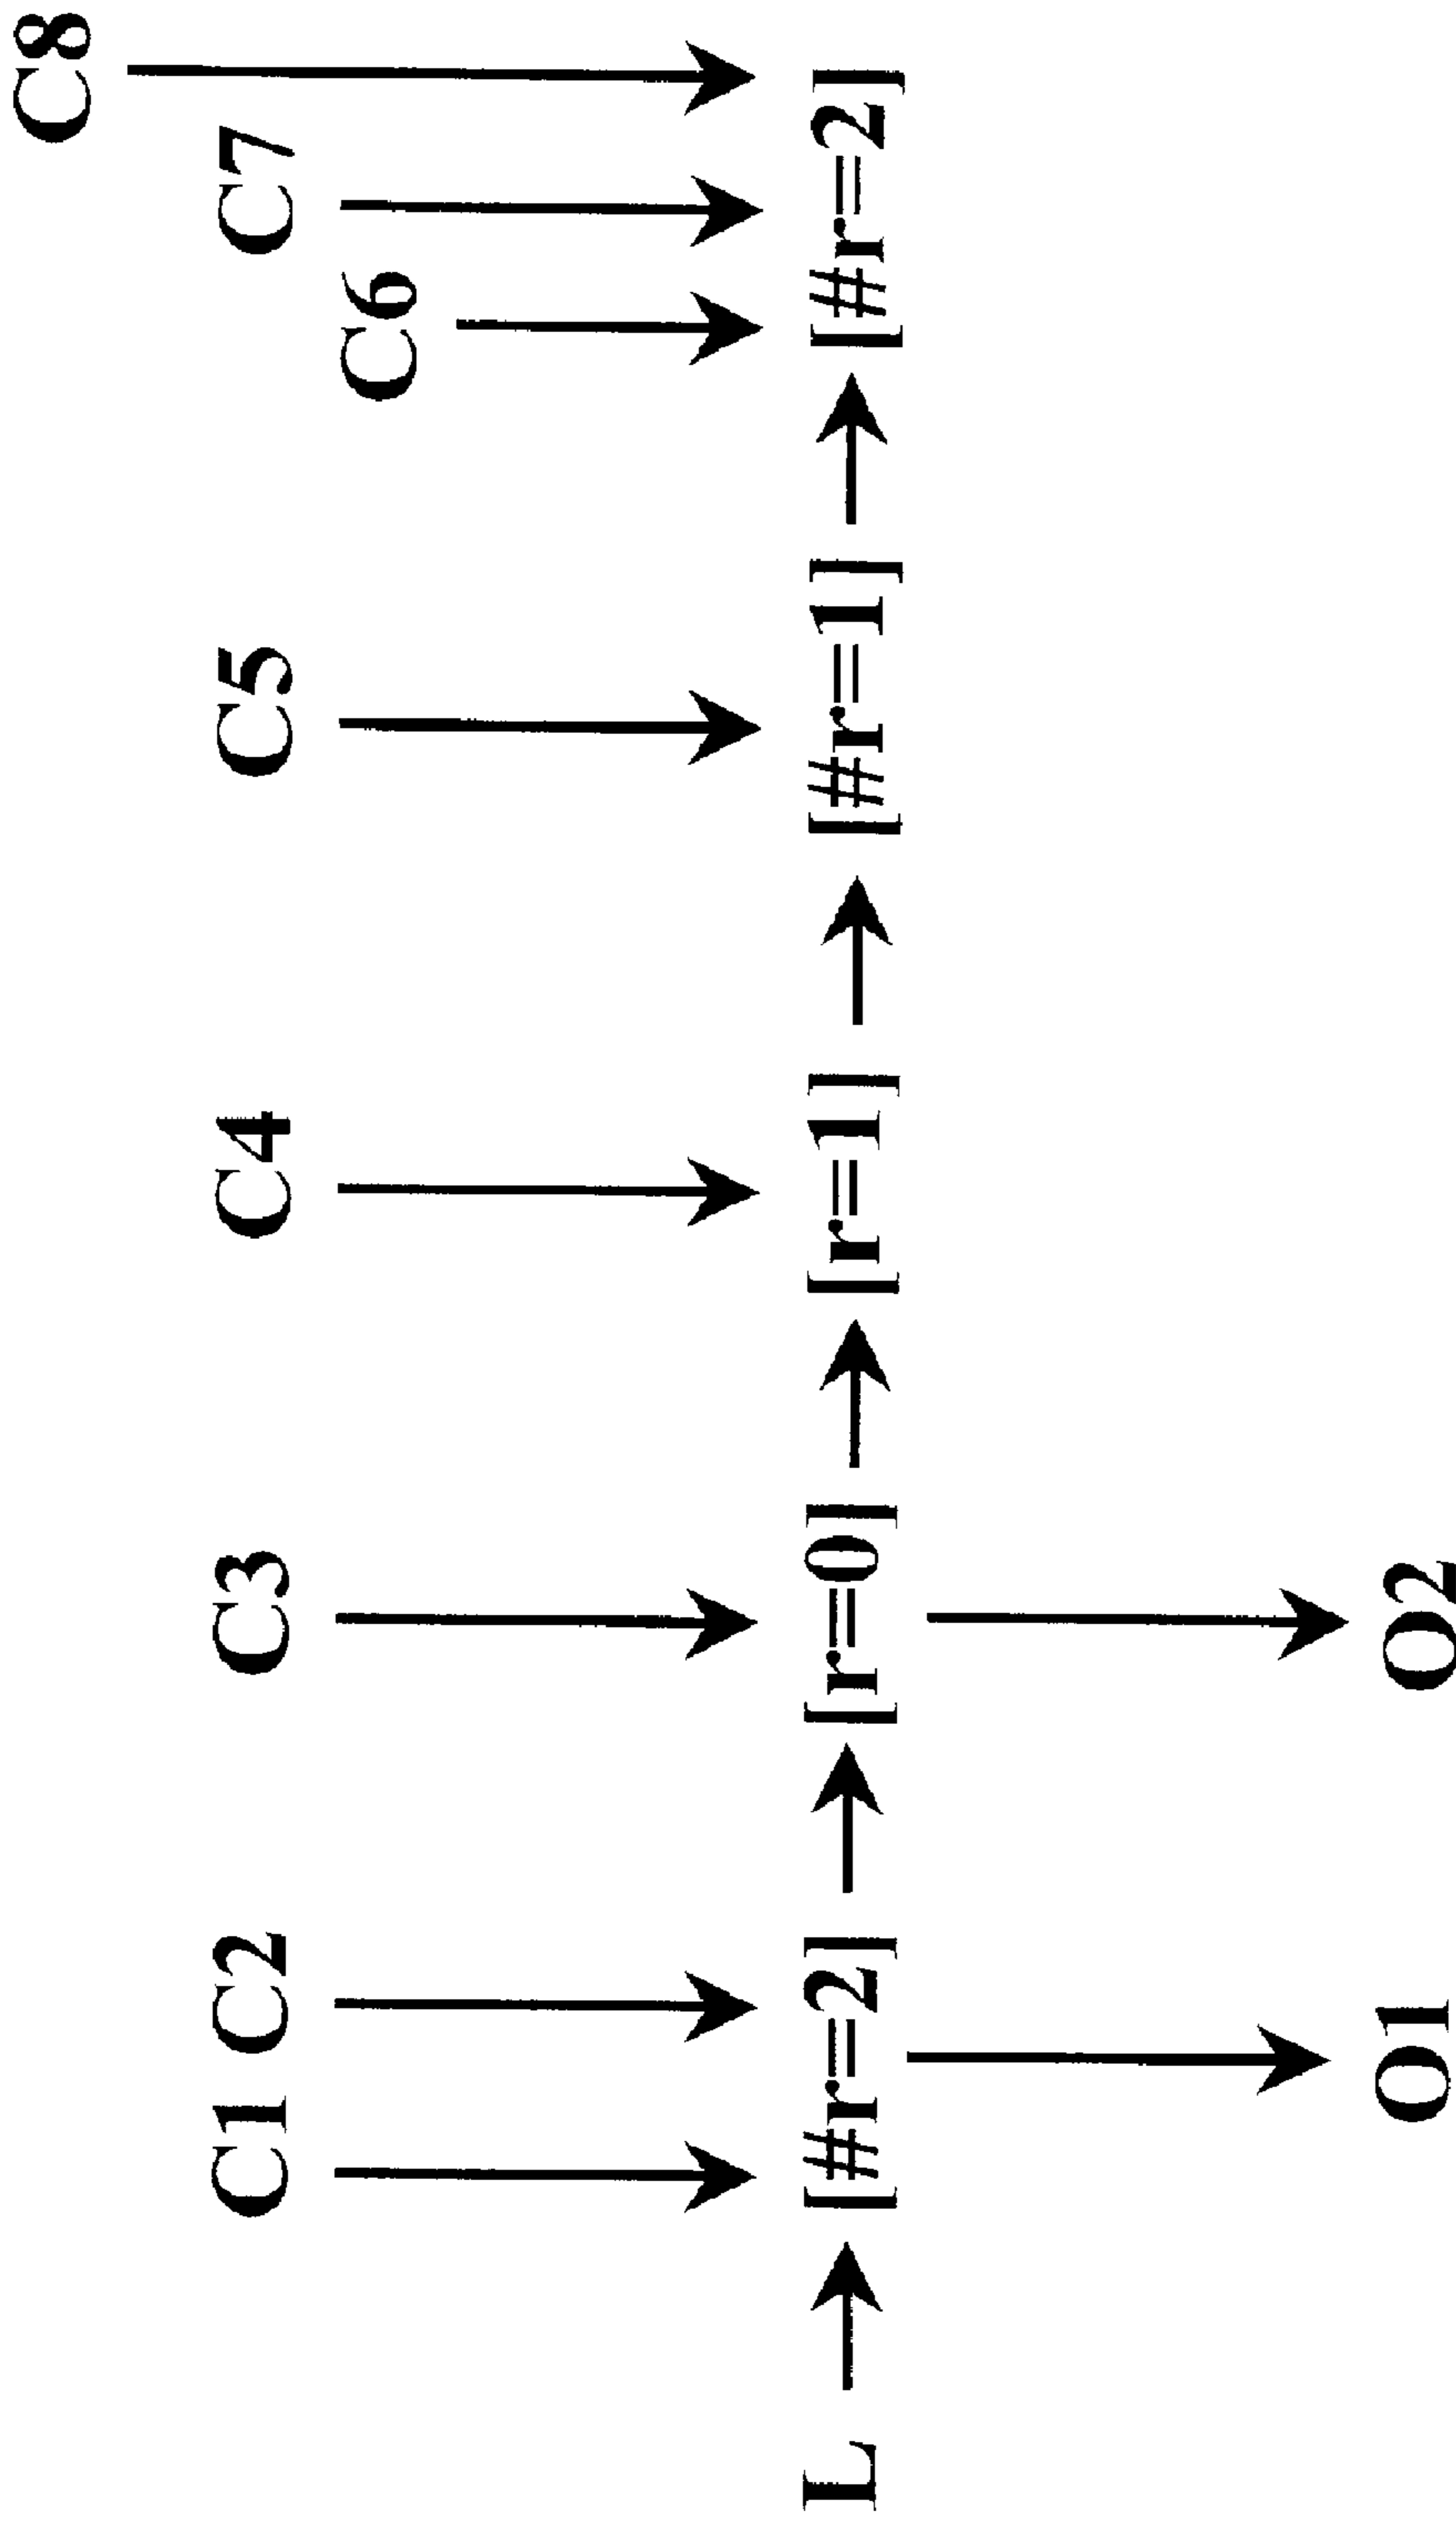 C8
C1 C2 C3 C4 C5 C7
C6
L [#r=2] [r=0] [r=1] [#r=1] [#r=2]
O1 O2